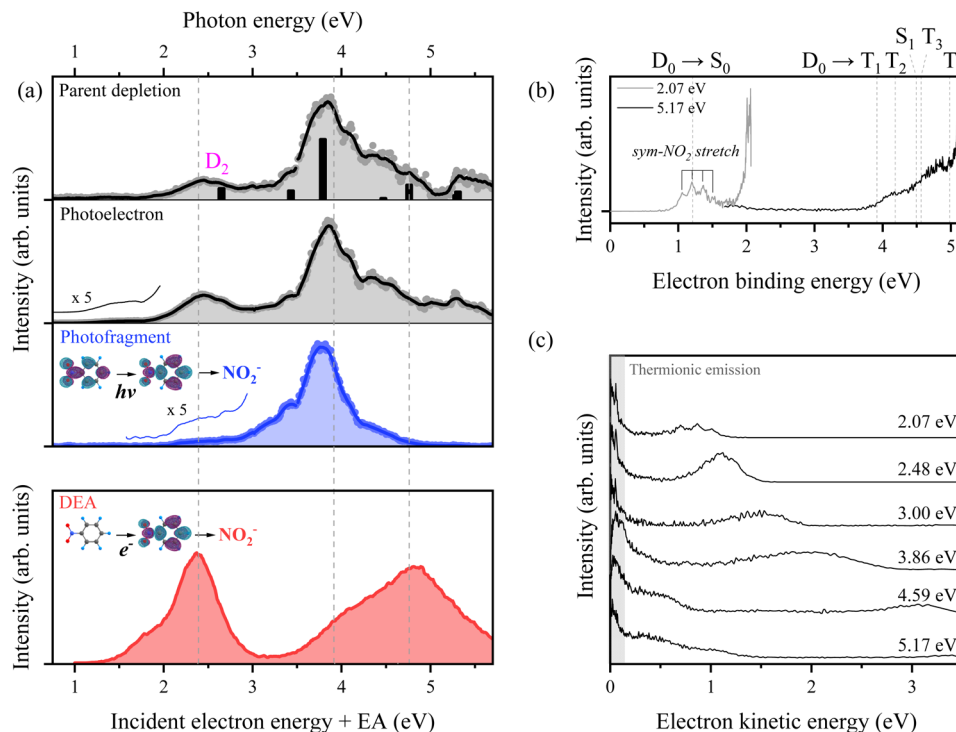 Photon energy (eV)
1 2 3 4 5
(a)
Parent depletion
D₂
Photoelectron
x 5
Photofragment
hν
NO₂⁻
x 5
DEA
e⁻
NO₂⁻
Intensity (arb. units)
Intensity (arb. units)
1 2 3 4 5
Incident electron energy + EA (eV)
(b)
S₁ T₃
D₀ → S₀ D₀ → T₁ T₂ T
2.07 eV
5.17 eV
sym-NO₂ stretch
Intensity (arb. units)
0 1 2 3 4 5
Electron binding energy (eV)
(c)
Thermionic emission
2.07 eV
2.48 eV
3.00 eV
3.86 eV
4.59 eV
5.17 eV
Intensity (arb. units)
0 1 2 3
Electron kinetic energy (eV)